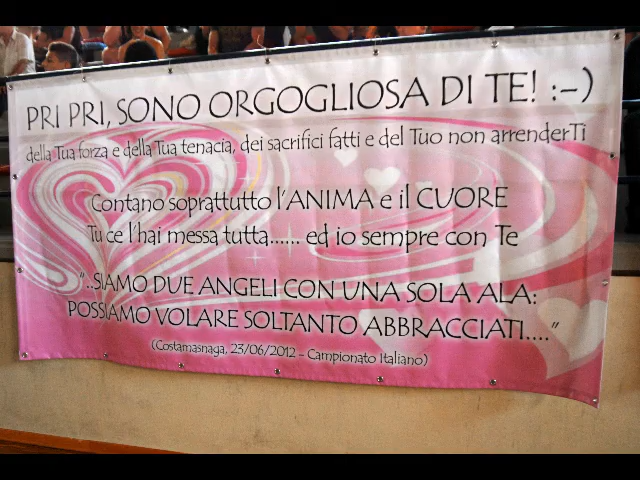 PRI PRI, SONO ORGOGLIOSA DI TE! :-)
della Tua forza e della Tua tenacia, dei sacrifici fatti e del Tuo non arrenderTi
Contano soprattutto l'ANIMA e il CUORE
Tu ce l'hai messa tutta...... ed io sempre con Te
"..SIAMO DUE ANGELI CON UNA SOLA ALA:
POSSIAMO VOLARE SOLTANTO ABBRACCIATI...."
(Costamasnaga, 23/06/2012 - Campionato Italiano)